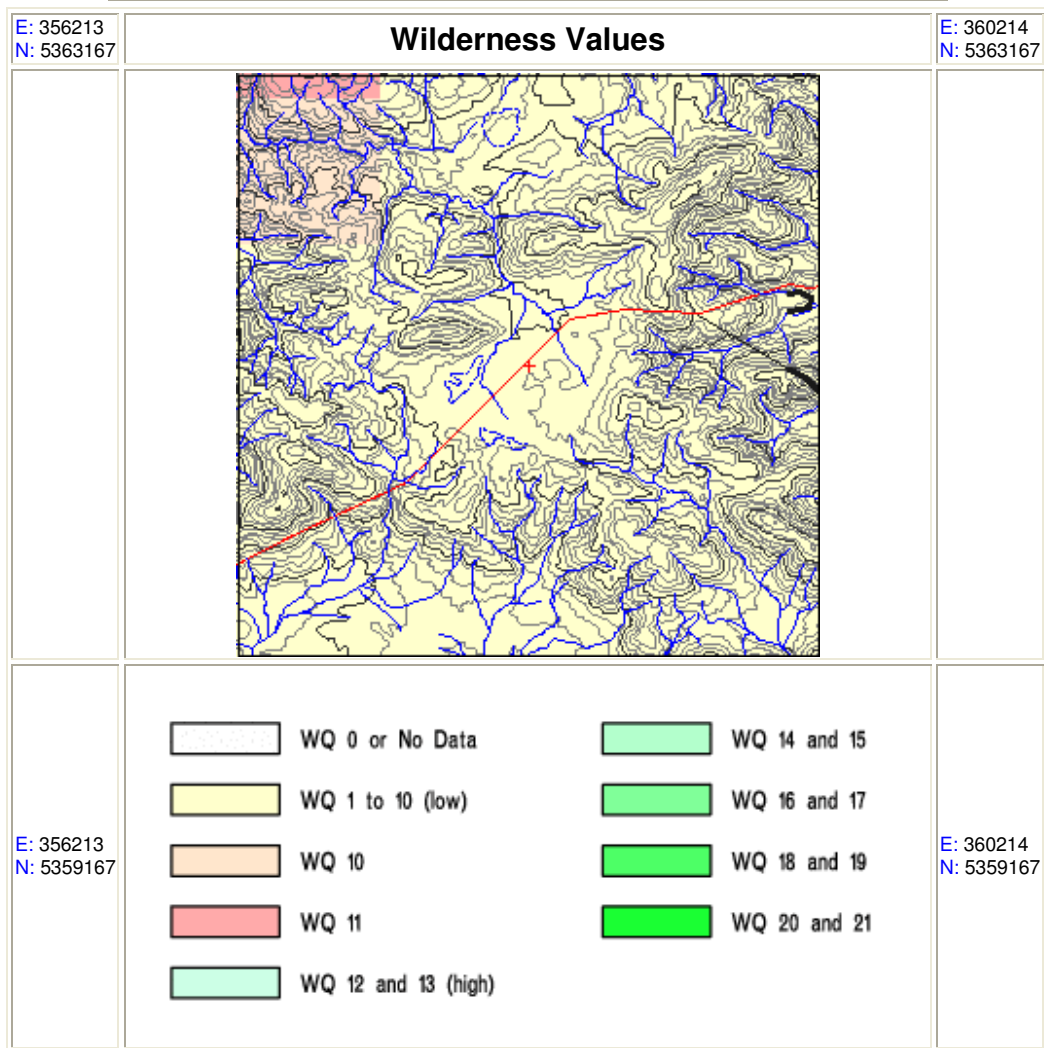 E: 356213
N: 5363167
Wilderness Values
E: 360214
N: 5363167
WQ 0 or No Data
WQ 1 to 10 (low)
WQ 10
WQ 11
WQ 12 and 13 (high)
WQ 14 and 15
WQ 16 and 17
WQ 18 and 19
WQ 20 and 21
E: 356213
N: 5359167
E: 360214
N: 5359167